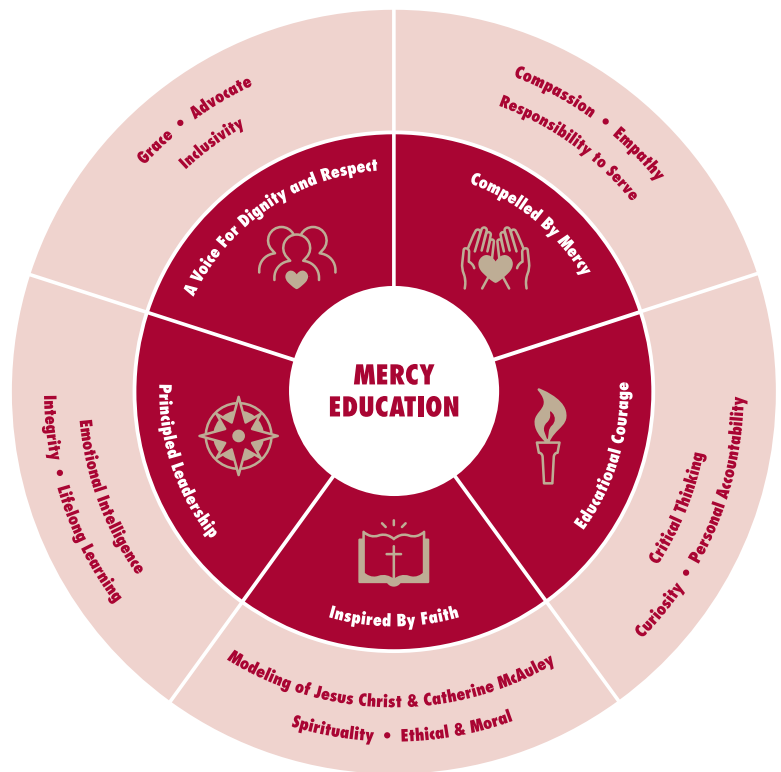 MERCY
EDUCATION
Compelled By Mercy
Compassion • Empathy
Responsibility to Serve
Educational Courage
Critical Thinking
Curiosity • Personal Accountability
Inspired By Faith
Modeling of Jesus Christ & Catherine McAuley
Spirituality • Ethical & Moral
Principled Leadership
Emotional Intelligence
Integrity • Lifelong Learning
A Voice For Dignity and Respect
Grace • Advocate
Inclusivity